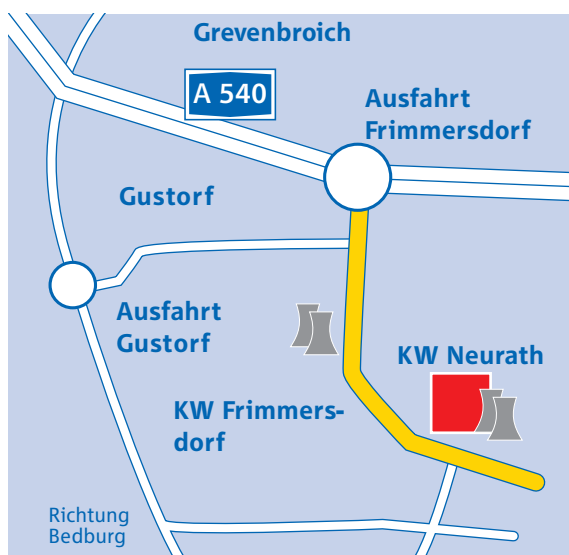 Grevenbroich
A 540
Ausfahrt
Frimmersdorf
Gustorf
Ausfahrt
Gustorf
KW Neurath
KW Frimmers-
dorf
Richtung
Bedburg